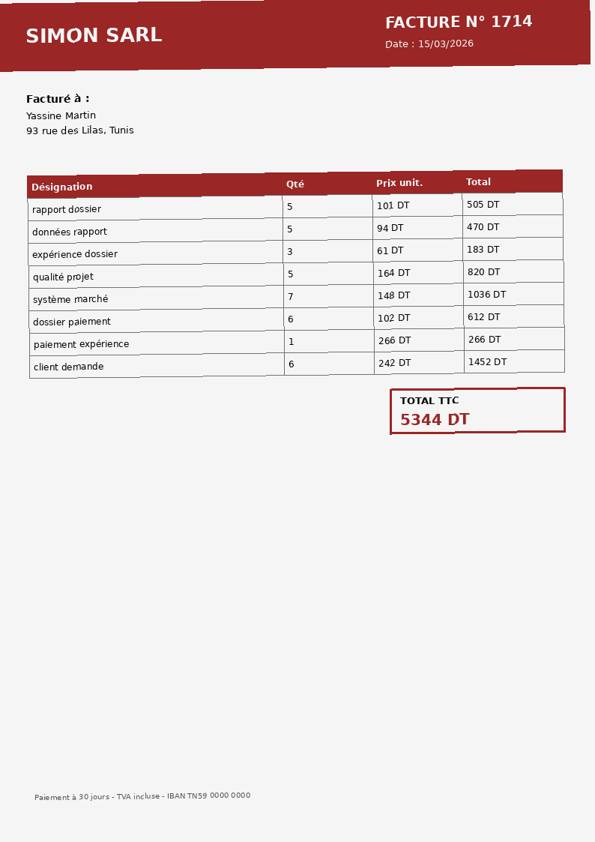 SIMON SARL
FACTURE N° 1714
Date : 15/03/2026
Facturé à :
Yassine Martin
93 rue des Lilas, Tunis
Désignation Qté Prix unit. Total
rapport dossier 5 101 DT 505 DT
données rapport 5 94 DT 470 DT
expérience dossier 3 61 DT 183 DT
qualité projet 5 164 DT 820 DT
système marché 7 148 DT 1036 DT
dossier paiement 6 102 DT 612 DT
paiement expérience 1 266 DT 266 DT
client demande 6 242 DT 1452 DT
TOTAL TTC
5344 DT
Paiement à 30 jours - TVA incluse - IBAN TN59 0000 0000